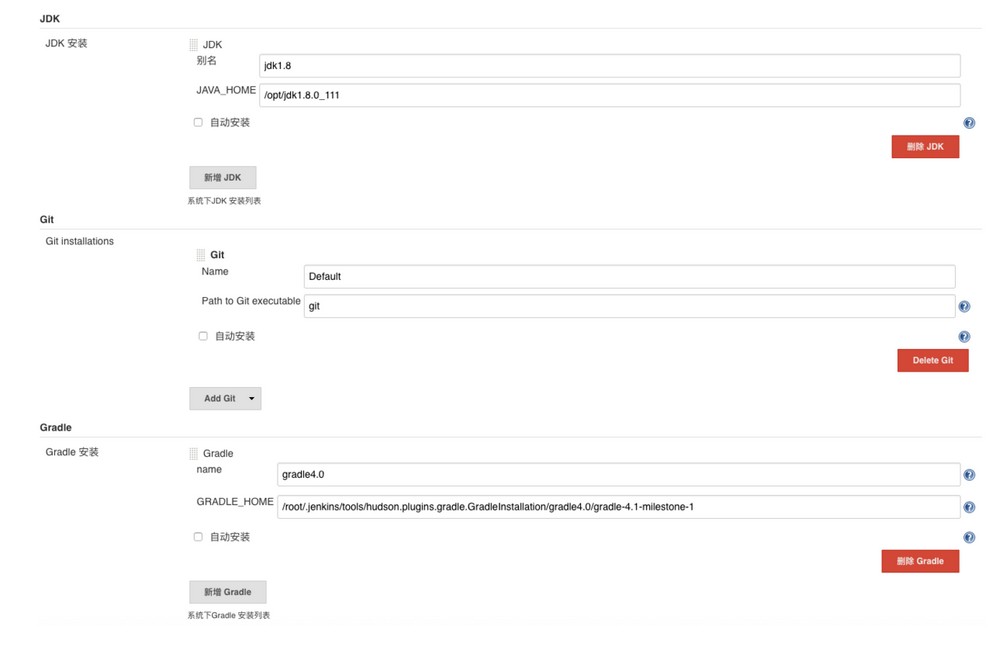 JDK
JDK 安装
JDK
别名
jdk1.8
JAVA_HOME
/opt/jdk1.8.0_111
自动安装
删除 JDK
新增 JDK
系统下JDK 安装列表
Git
Git installations
Git
Name
Default
Path to Git executable
git
自动安装
Delete Git
Add Git
Gradle
Gradle 安装
Gradle
name
gradle4.0
GRADLE_HOME
/root/.jenkins/tools/hudson.plugins.gradle.GradleInstallation/gradle4.0/gradle-4.1-milestone-1
自动安装
删除 Gradle
新增 Gradle
系统下Gradle 安装列表